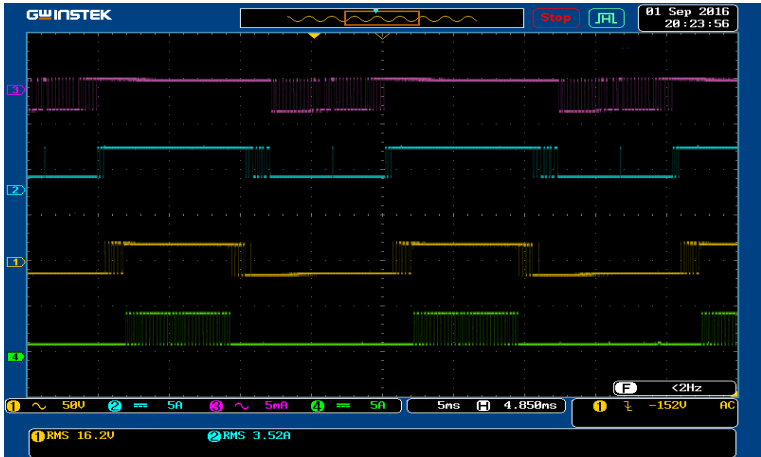 GWINSTEK
Stop
01 Sep 2016
20:23:56
3
2
1
4
F <2Hz
1 ~ 50V 2 == 5A 3 ~ 5mA 4 == 5A
5ms H 4.850ms
1 -152V AC
1 RMS 16.2V 2 RMS 3.52A